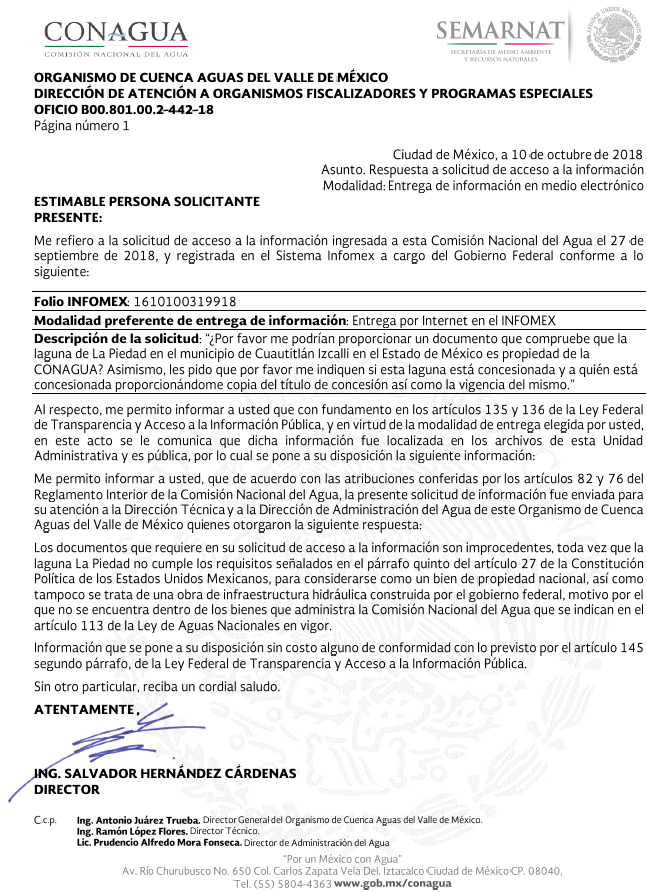 CONAGUA
COMISIÓN NACIONAL DEL AGUA
SEMARNAT
SECRETARÍA DE MEDIO AMBIENTE
Y RECURSOS NATURALES
ESTADOS UNIDOS MEXICANOS
ORGANISMO DE CUENCA AGUAS DEL VALLE DE MÉXICO
DIRECCIÓN DE ATENCIÓN A ORGANISMOS FISCALIZADORES Y PROGRAMAS ESPECIALES
OFICIO B00.801.00.2-442-18
Página número 1
Ciudad de México, a 10 de octubre de 2018
Asunto. Respuesta a solicitud de acceso a la información
Modalidad: Entrega de información en medio electrónico
ESTIMABLE PERSONA SOLICITANTE
PRESENTE:
Me refiero a la solicitud de acceso a la información ingresada a esta Comisión Nacional del Agua el 27 de
septiembre de 2018, y registrada en el Sistema Infomex a cargo del Gobierno Federal conforme a lo
siguiente:
Folio INFOMEX: 1610100319918
Modalidad preferente de entrega de información: Entrega por Internet en el INFOMEX
Descripción de la solicitud: "¿Por favor me podrían proporcionar un documento que compruebe que la
laguna de La Piedad en el municipio de Cuautitlán Izcalli en el Estado de México es propiedad de la
CONAGUA? Asimismo, les pido que por favor me indiquen si esta laguna está concesionada y a quién está
concesionada proporcionándome copia del título de concesión así como la vigencia del mismo."
Al respecto, me permito informar a usted que con fundamento en los artículos 135 y 136 de la Ley Federal
de Transparencia y Acceso a la Información Pública, y en virtud de la modalidad de entrega elegida por usted,
en este acto se le comunica que dicha información fue localizada en los archivos de esta Unidad
Administrativa y es pública, por lo cual se pone a su disposición la siguiente información:
Me permito informar a usted, que de acuerdo con las atribuciones conferidas por los artículos 82 y 76 del
Reglamento Interior de la Comisión Nacional del Agua, la presente solicitud de información fue enviada para
su atención a la Dirección Técnica y a la Dirección de Administración del Agua de este Organismo de Cuenca
Aguas del Valle de México quienes otorgaron la siguiente respuesta:
Los documentos que requiere en su solicitud de acceso a la información son improcedentes, toda vez que la
laguna La Piedad no cumple los requisitos señalados en el párrafo quinto del artículo 27 de la Constitución
Política de los Estados Unidos Mexicanos, para considerarse como un bien de propiedad nacional, así como
tampoco se trata de una obra de infraestructura hidráulica construida por el gobierno federal, motivo por el
que no se encuentra dentro de los bienes que administra la Comisión Nacional del Agua que se indican en el
artículo 113 de la Ley de Aguas Nacionales en vigor.
Información que se pone a su disposición sin costo alguno de conformidad con lo previsto por el artículo 145
segundo párrafo, de la Ley Federal de Transparencia y Acceso a la Información Pública.
Sin otro particular, reciba un cordial saludo.
ATENTAMENTE,
ING. SALVADOR HERNÁNDEZ CÁRDENAS
DIRECTOR
C.c.p. Ing. Antonio Juárez Trueba. Director General del Organismo de Cuenca Aguas del Valle de México.
Ing. Ramón López Flores. Director Técnico.
Lic. Prudencio Alfredo Mora Fonseca. Director de Administración del Agua
"Por un México con Agua"
Av. Río Churubusco No. 650 Col. Carlos Zapata Vela Del. Iztacalco Ciudad de México CP. 08040,
Tel. (55) 5804-4363 www.gob.mx/conagua